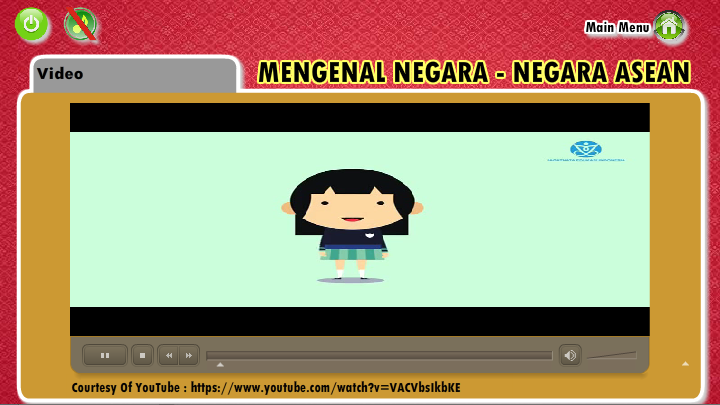 Main Menu
Video
MENGENAL NEGARA - NEGARA ASEAN
Courtesy Of YouTube : https://www.youtube.com/watch?v=VACVbsIkbKE